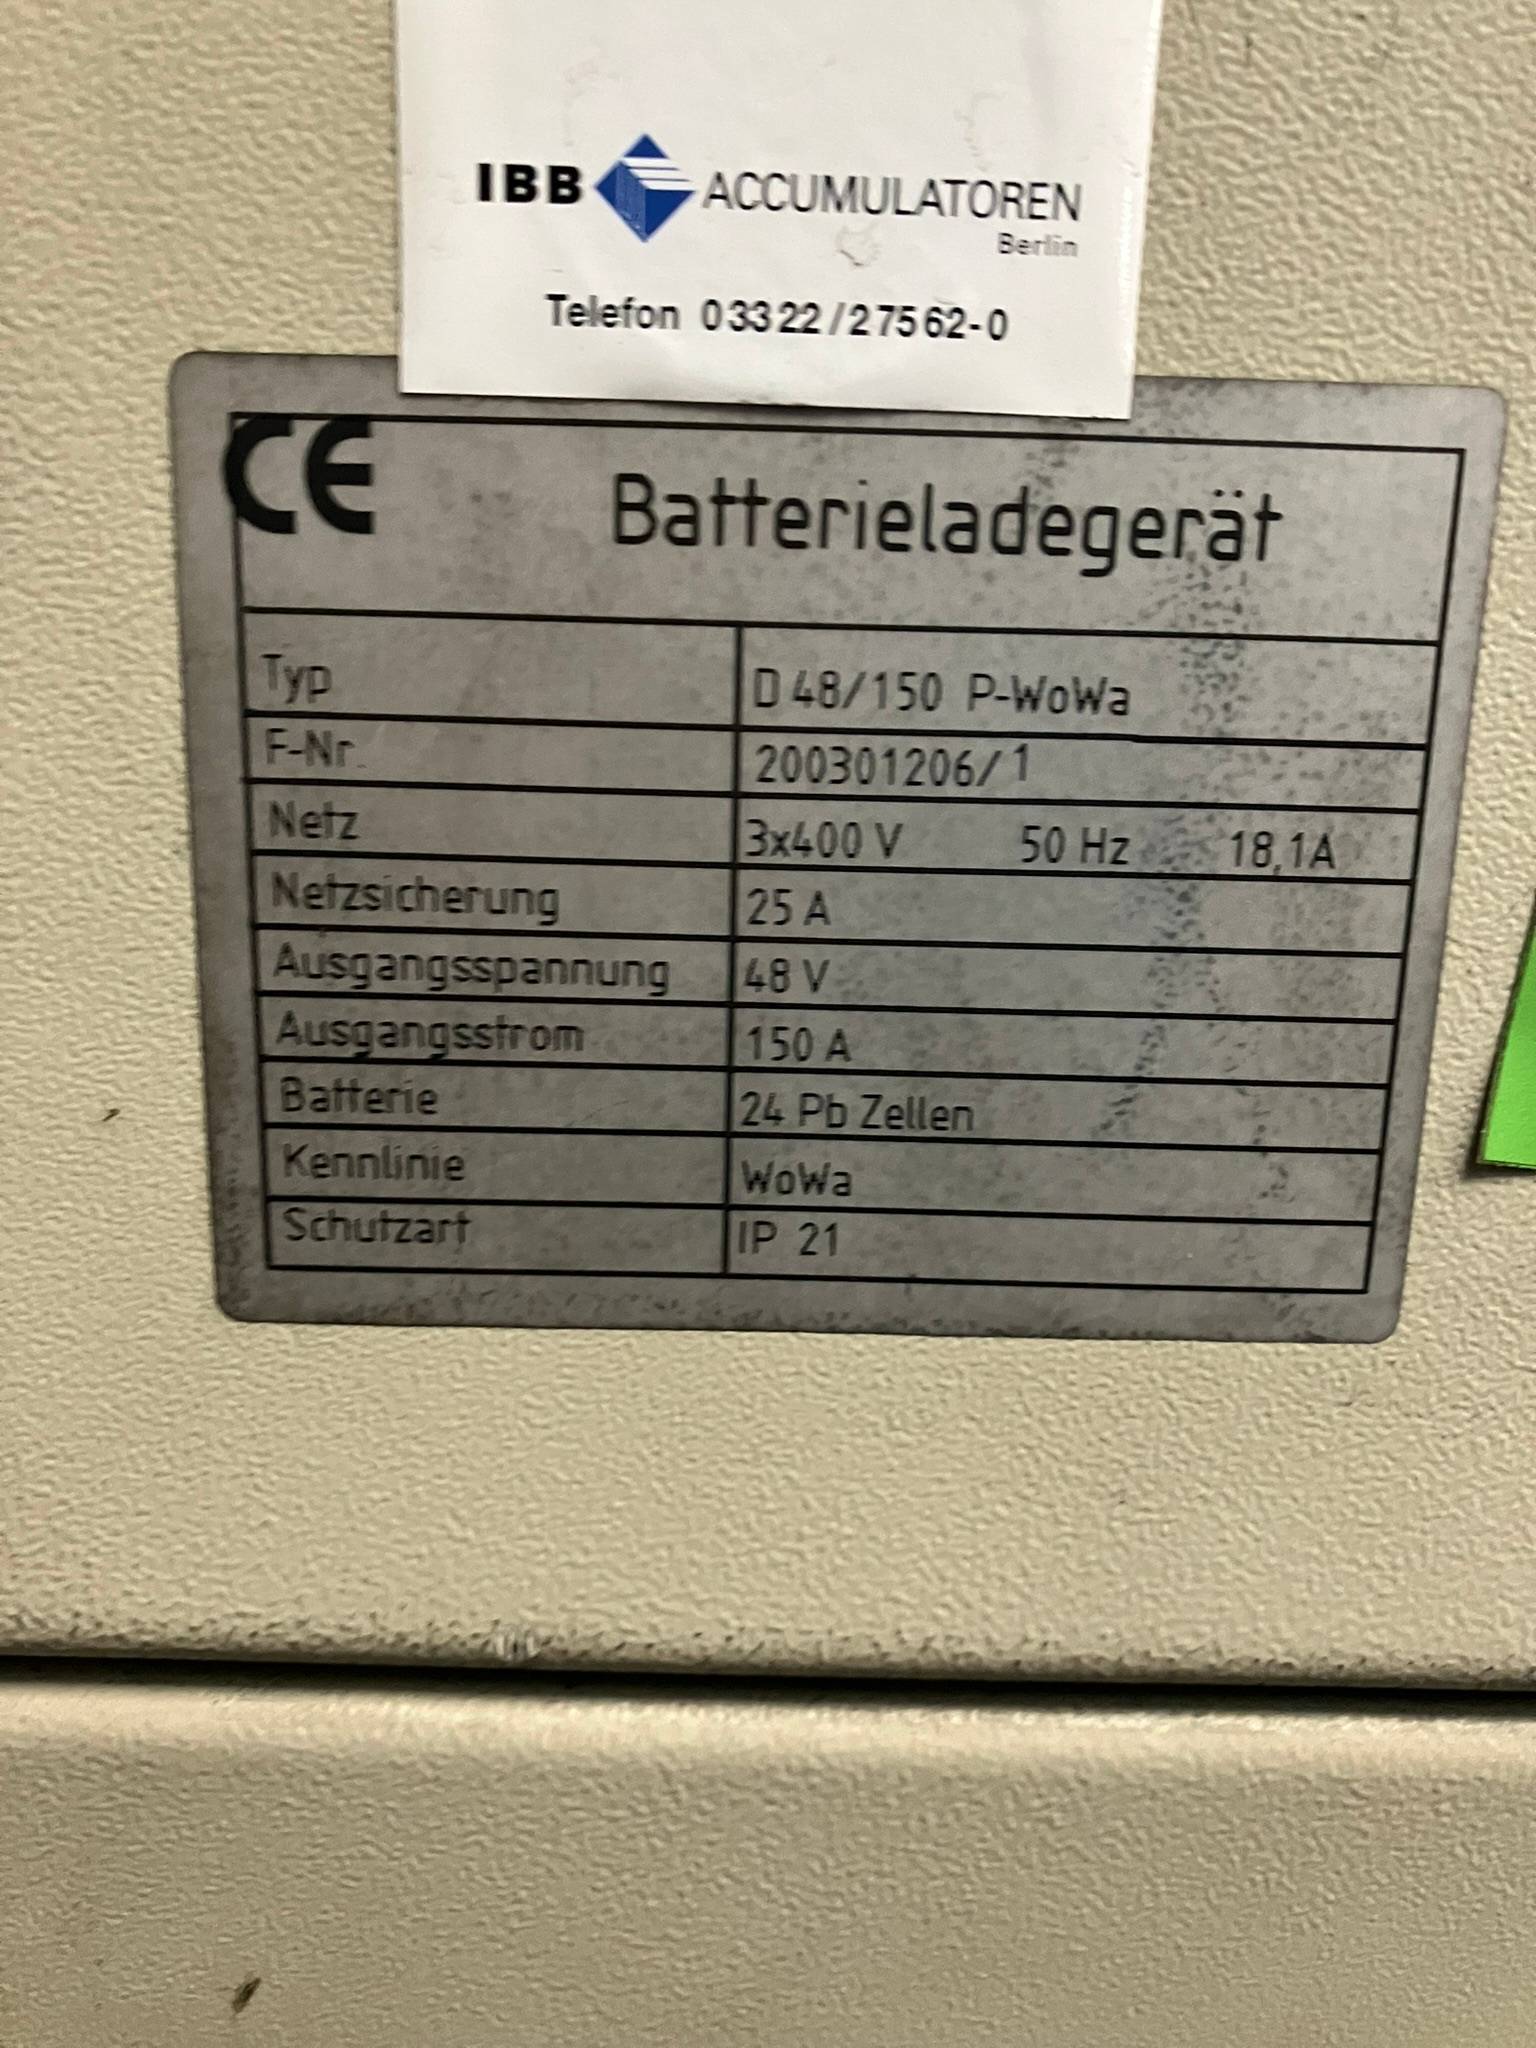 IBB ACCUMULATOREN
Berlin
Telefon 03322/27562-0
CE
Batterieladegerät
Typ D 48/150 P-WoWa
F-Nr. 200301206/1
Netz 3x400 V 50 Hz 18,1A
Netzsicherung 25 A
Ausgangsspannung 48 V
Ausgangsstrom 150 A
Batterie 24 Pb Zellen
Kennlinie WoWa
Schutzart IP 21